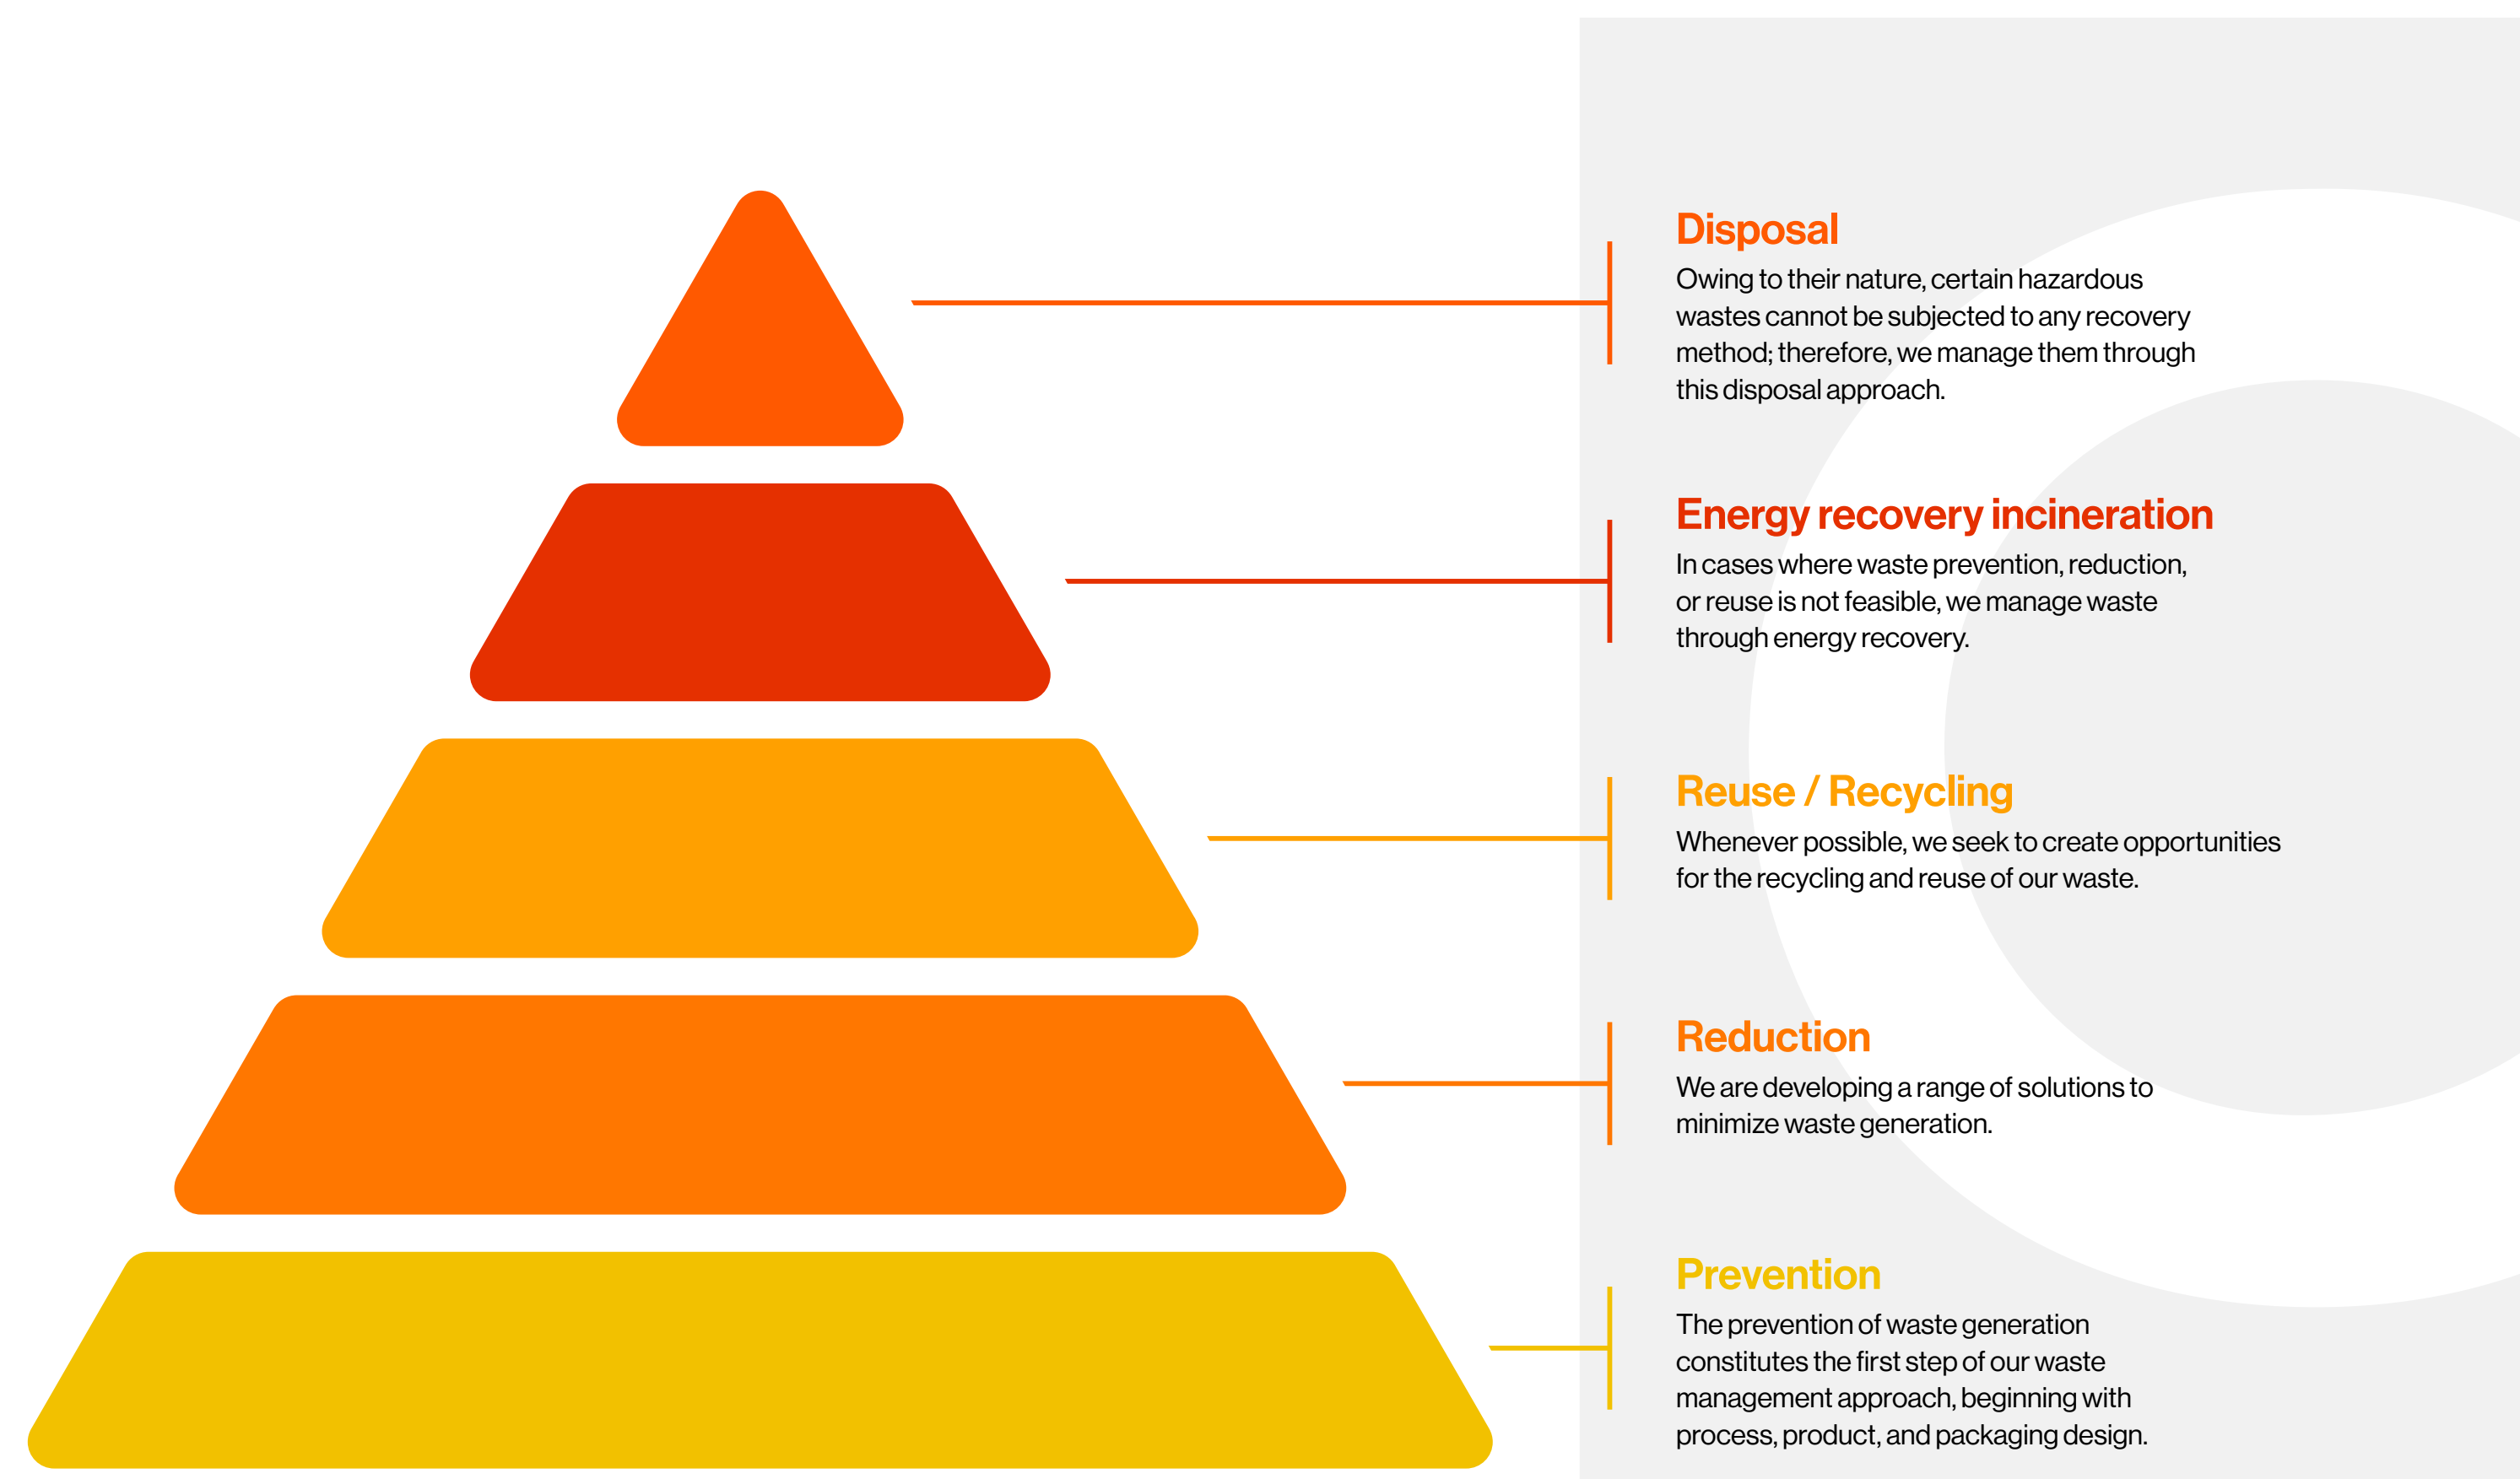 Disposal
Owing to their nature, certain hazardous
wastes cannot be subjected to any recovery
method; therefore, we manage them through
this disposal approach.
Energy recovery incineration
In cases where waste prevention, reduction,
or reuse is not feasible, we manage waste
through energy recovery.
Reuse / Recycling
Whenever possible, we seek to create opportunities
for the recycling and reuse of our waste.
Reduction
We are developing a range of solutions to
minimize waste generation.
Prevention
The prevention of waste generation
constitutes the first step of our waste
management approach, beginning with
process, product, and packaging design.